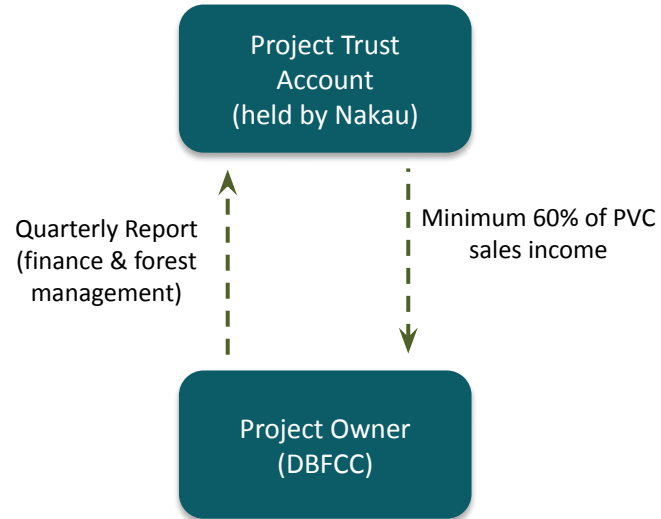 Project Trust
Account
(held by Nakau)
Quarterly Report
(finance & forest
management)
Minimum 60% of PVC
sales income
Project Owner
(DBFCC)